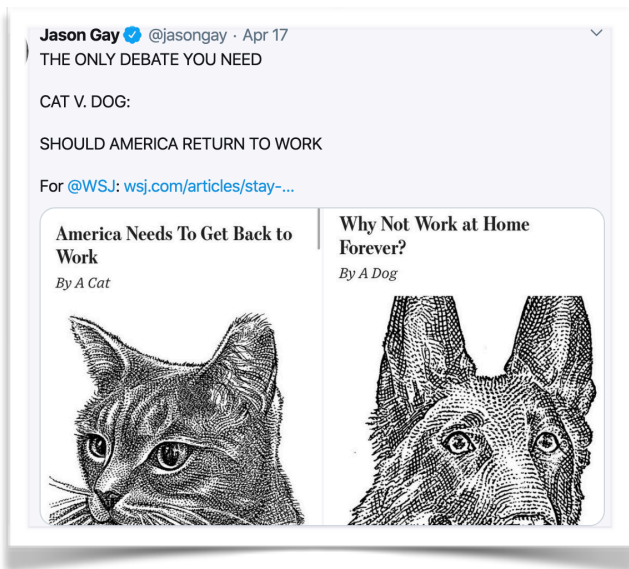 Jason Gay @jasongay · Apr 17
THE ONLY DEBATE YOU NEED
CAT V. DOG:
SHOULD AMERICA RETURN TO WORK
For @WSJ: wsj.com/articles/stay-...
America Needs To Get Back to
Work
By A Cat
Why Not Work at Home
Forever?
By A Dog